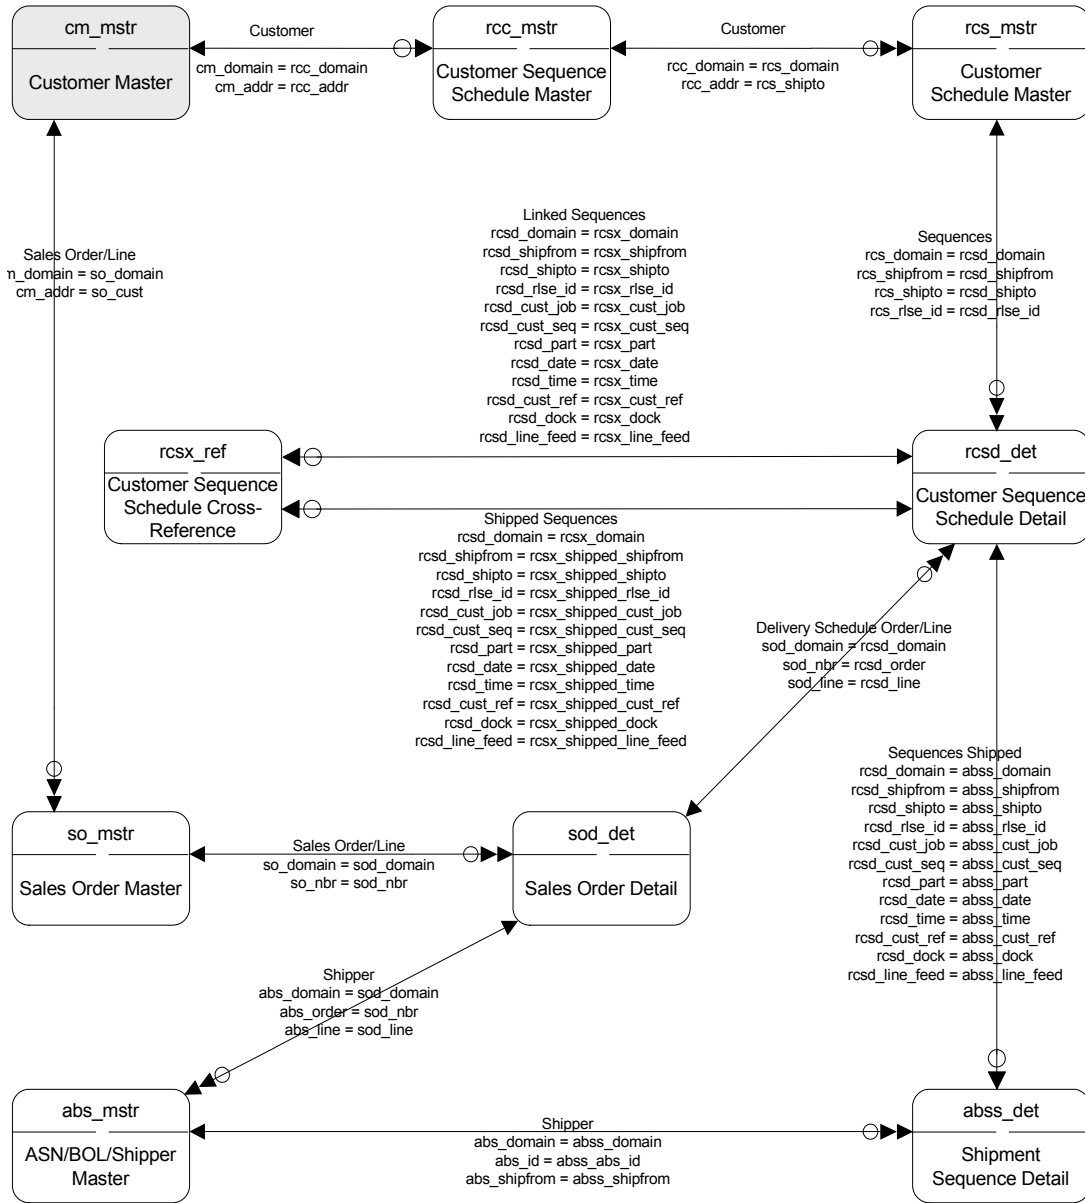 cm_mstr
Customer Master
Customer
cm_domain = rcc_domain
cm_addr = rcc_addr
rcc_mstr
Customer Sequence
Schedule Master
Customer
rcc_domain = rcs_domain
rcc_addr = rcs_shipto
rcs_mstr
Customer
Schedule Master
Sales Order/Line
m_domain = so_domain
cm_addr = so_cust
Linked Sequences
rcsd_domain = rcsx_domain
rcsd_shipfrom = rcsx_shipfrom
rcsd_shipto = rcsx_shipto
rcsd_rlse_id = rcsx_rlse_id
rcsd_cust_job = rcsx_cust_job
rcsd_cust_seq = rcsx_cust_seq
rcsd_part = rcsx_part
rcsd_date = rcsx_date
rcsd_time = rcsx_time
rcsd_cust_ref = rcsx_cust_ref
rcsd_dock = rcsx_dock
rcsd_line_feed = rcsx_line_feed
Sequences
rcs_domain = rcsd_domain
rcs_shipfrom = rcsd_shipfrom
rcs_shipto = rcsd_shipto
rcs_rlse_id = rcsd_rlse_id
rcsx_ref
Customer Sequence
Schedule Cross-
Reference
rcsd_det
Customer Sequence
Schedule Detail
Shipped Sequences
rcsd_domain = rcsx_domain
rcsd_shipfrom = rcsx_shipped_shipfrom
rcsd_shipto = rcsx_shipped_shipto
rcsd_rlse_id = rcsx_shipped_rlse_id
rcsd_cust_job = rcsx_shipped_cust_job
rcsd_cust_seq = rcsx_shipped_cust_seq
rcsd_part = rcsx_shipped_part
rcsd_date = rcsx_shipped_date
rcsd_time = rcsx_shipped_time
rcsd_cust_ref = rcsx_shipped_cust_ref
rcsd_dock = rcsx_shipped_dock
rcsd_line_feed = rcsx_shipped_line_feed
Delivery Schedule Order/Line
sod_domain = rcsd_domain
sod_nbr = rcsd_order
sod_line = rcsd_line
Sequences Shipped
rcsd_domain = abss_domain
rcsd_shipfrom = abss_shipfrom
rcsd_shipto = abss_shipto
rcsd_rlse_id = abss_rlse_id
rcsd_cust_job = abss_cust_job
rcsd_cust_seq = abss_cust_seq
rcsd_part = abss_part
rcsd_date = abss_date
rcsd_time = abss_time
rcsd_cust_ref = abss_cust_ref
rcsd_dock = abss_dock
rcsd_line_feed = abss_line_feed
so_mstr
Sales Order Master
Sales Order/Line
so_domain = sod_domain
so_nbr = sod_nbr
sod_det
Sales Order Detail
Shipper
abs_domain = sod_domain
abs_order = sod_nbr
abs_line = sod_line
abs_mstr
ASN/BOL/Shipper
Master
Shipper
abs_domain = abss_domain
abs_id = abss_abs_id
abs_shipfrom = abss_shipfrom
abss_det
Shipment
Sequence Detail